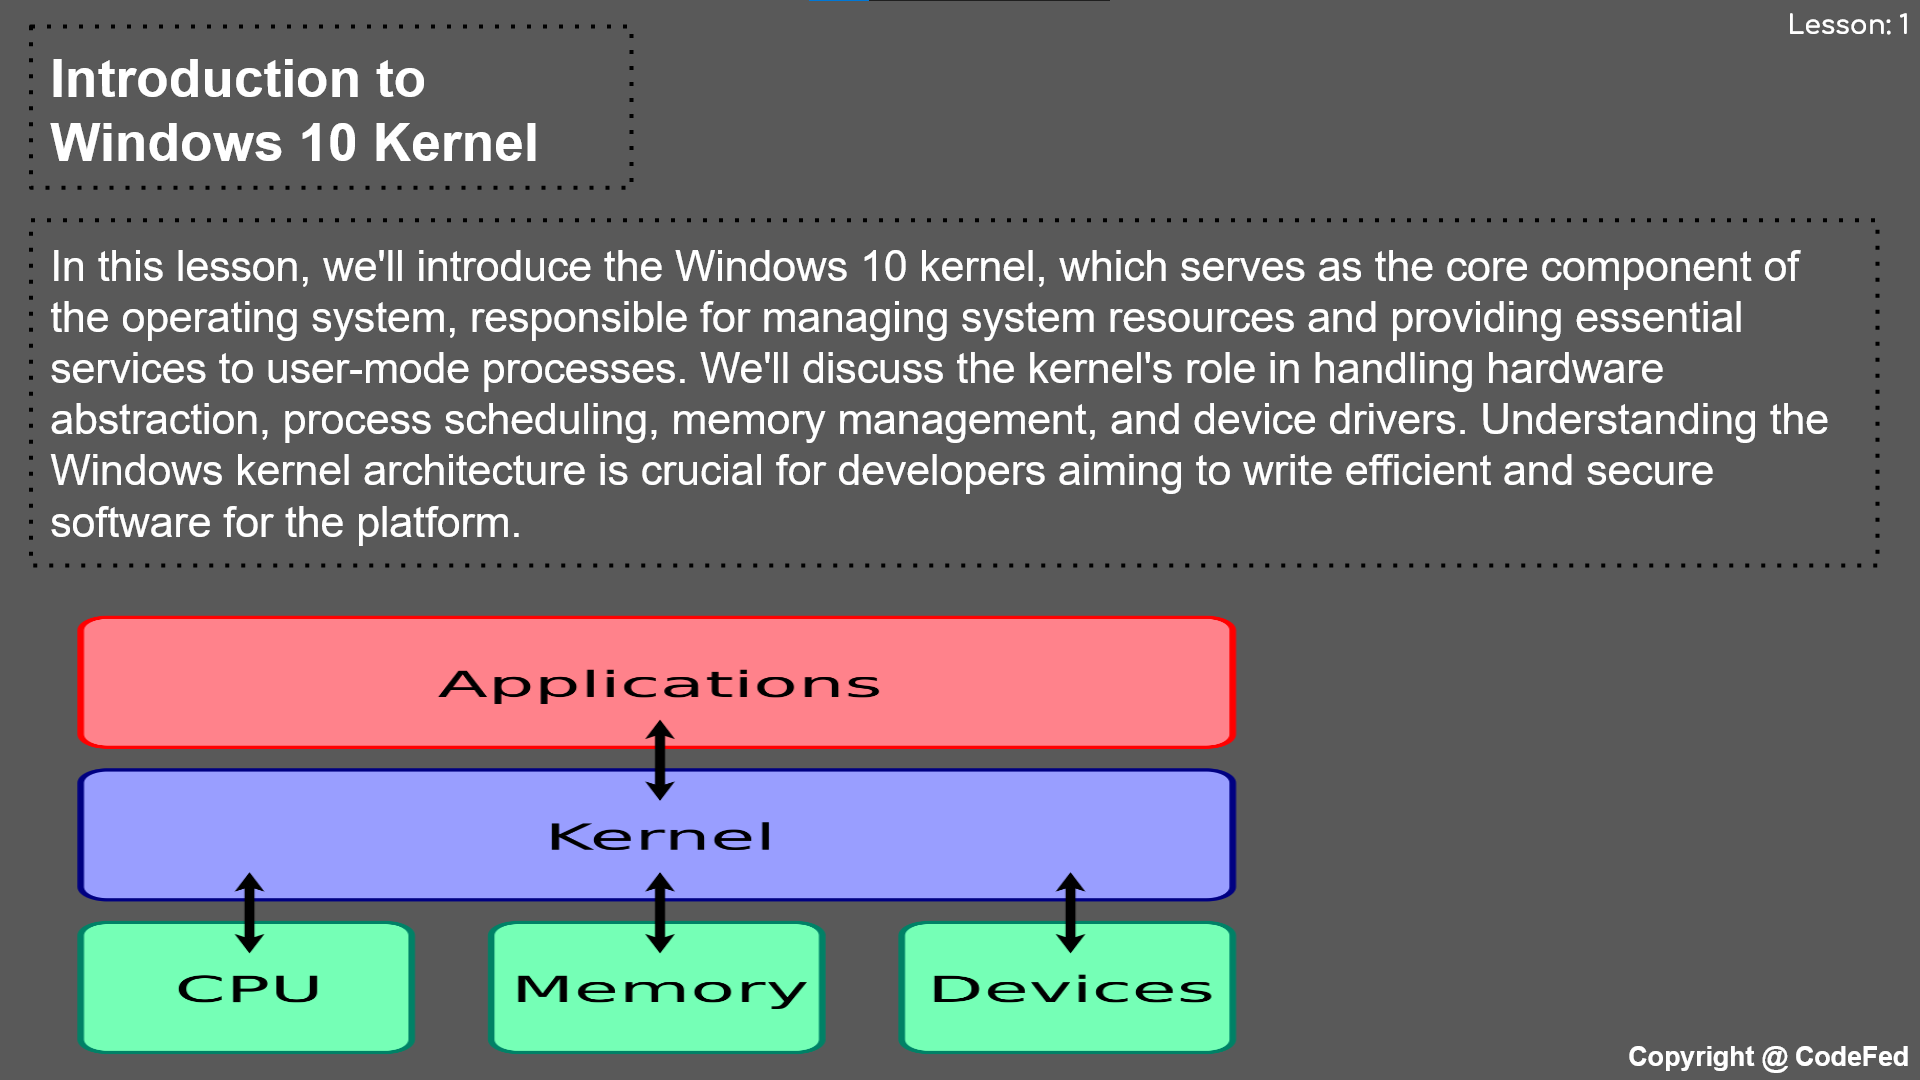 Lesson: 1
Introduction to
Windows 10 Kernel
In this lesson, we'll introduce the Windows 10 kernel, which serves as the core component of
the operating system, responsible for managing system resources and providing essential
services to user-mode processes. We'll discuss the kernel's role in handling hardware
abstraction, process scheduling, memory management, and device drivers. Understanding the
Windows kernel architecture is crucial for developers aiming to write efficient and secure
software for the platform.
Applications
Kernel
CPU
Memory
Devices
Copyright @ CodeFed